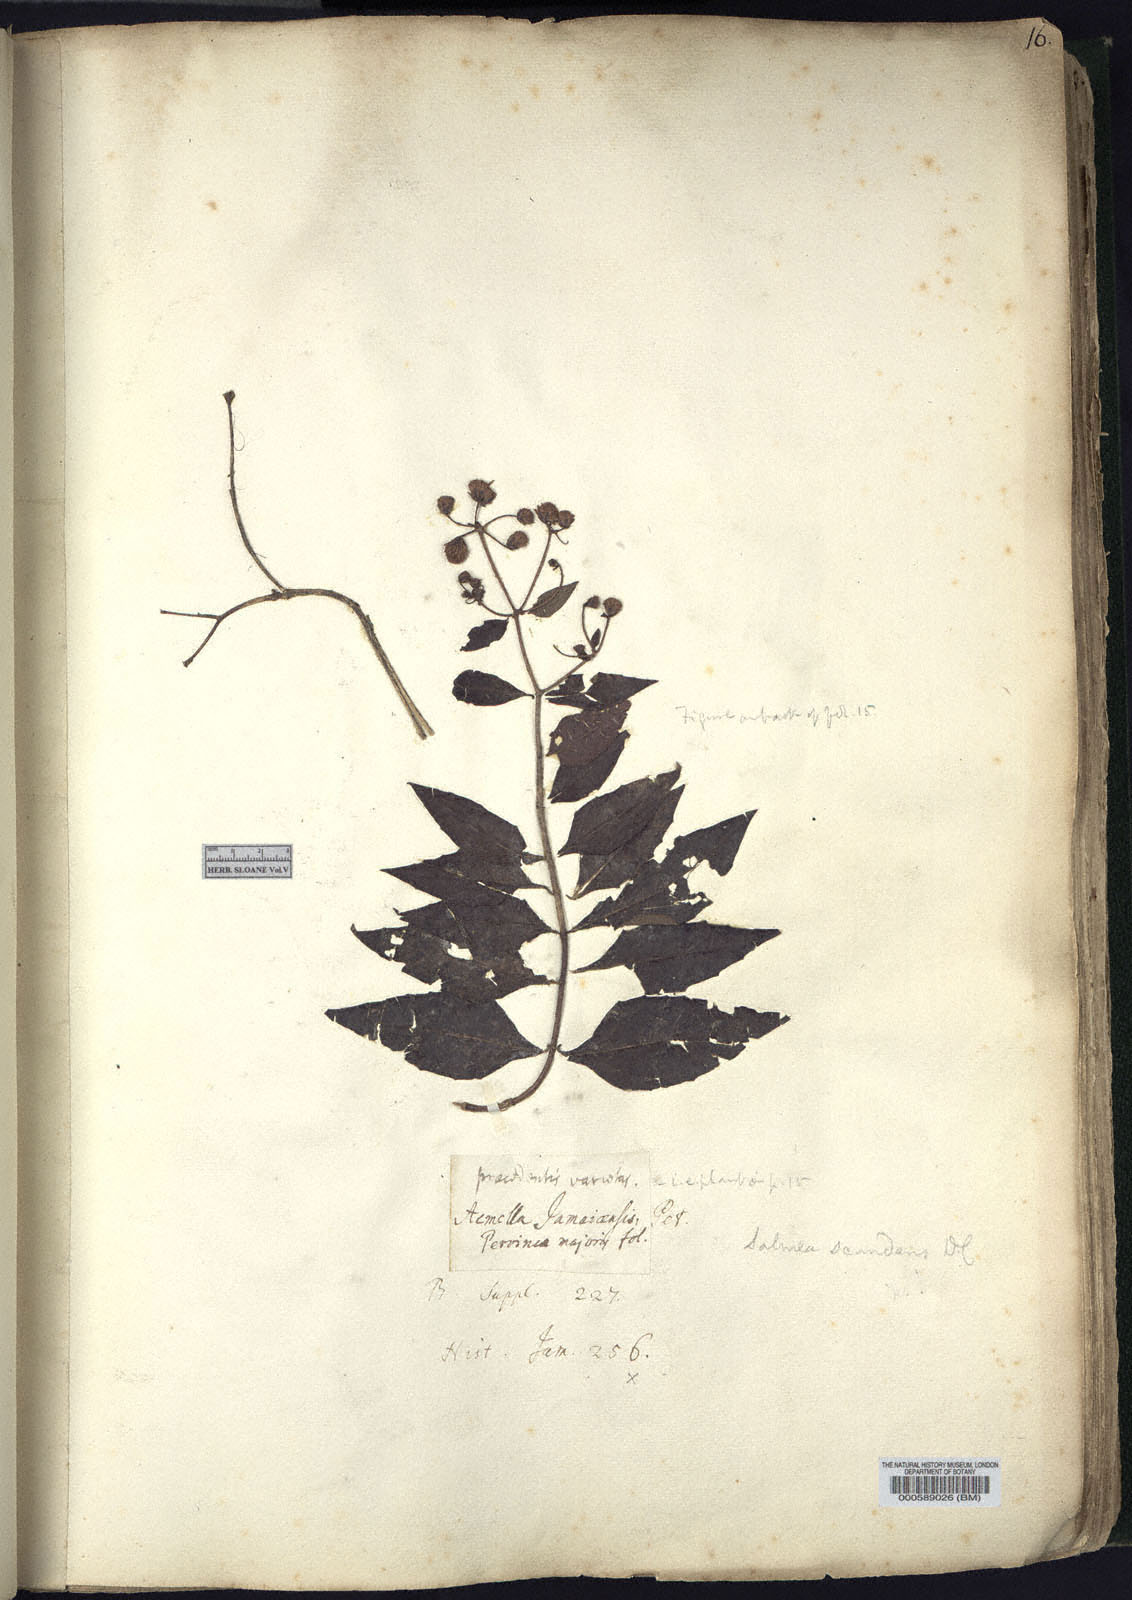 16.
Figure on back of fol. 15.
HERB. SLOANE Vol.V
praecedentis varietas. i.e. plant on p. 15
Acmella Jamaicensis, Pet.
Pervincae majoris fol.
Salmea scandens DC
R Suppl. 227.
Hist. Jam. 256.
x
THE NATURAL HISTORY MUSEUM, LONDON
DEPARTMENT OF BOTANY
000589026 (BM)